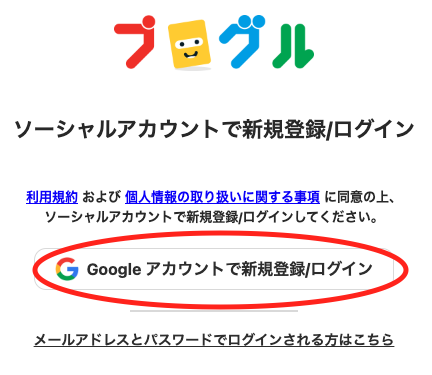 プログル
ソーシャルアカウントで新規登録/ログイン
利用規約 および 個人情報の取り扱いに関する事項 に同意の上、
ソーシャルアカウントで新規登録/ログインしてください。
Google アカウントで新規登録/ログイン
メールアドレスとパスワードでログインされる方はこちら